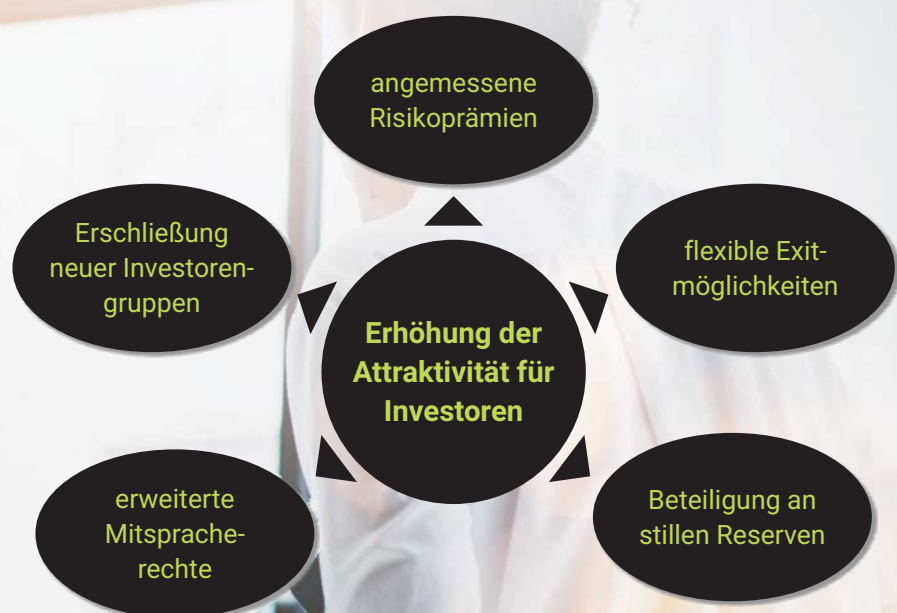 angemessene
Risikoprämien
Erschließung
neuer Investoren-
gruppen
flexible Exit-
möglichkeiten
Erhöhung der
Attraktivität für
Investoren
erweiterte
Mitsprache-
rechte
Beteiligung an
stillen Reserven